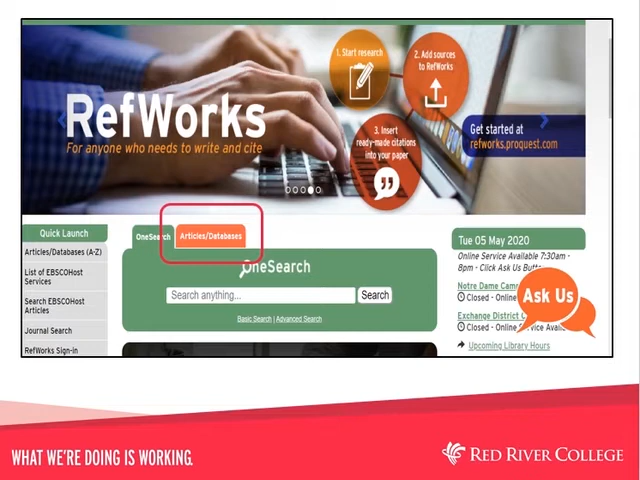 1. Start research
2. Add sources
to RefWorks
RefWorks
For anyone who needs to write and cite
3. Insert
ready-made citations
into your paper
Get started at
refworks.proquest.com
Quick Launch
Articles/Databases (A-Z)
List of EBSCOHost
Services
Search EBSCOHost
Articles
Journal Search
RefWorks Sign-in
OneSearch
Articles/Databases
OneSearch
Search anything...
Search
Basic Search | Advanced Search
Tue 05 May 2020
Online Service Available 7:30am -
8pm - Click Ask Us
Notre Dame
Closed - Online
Exchange District
Closed - Online
Upcoming Library Hours
Ask Us
WHAT WE'RE DOING IS WORKING.
RED RIVER COLLEGE